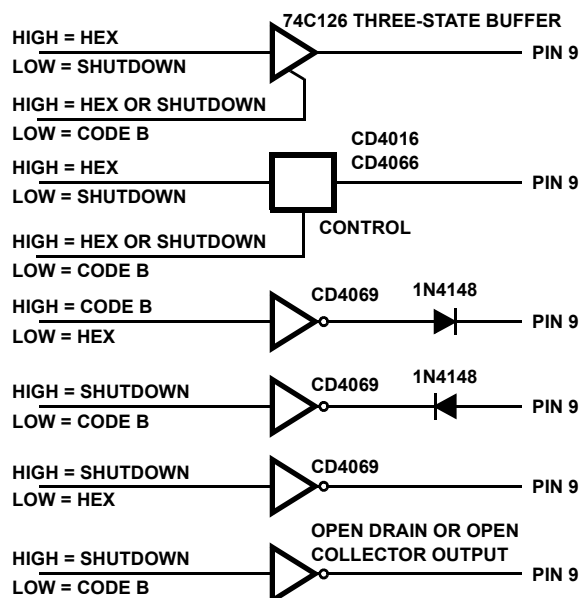 74C126 THREE-STATE BUFFER
HIGH = HEX
LOW = SHUTDOWN
PIN 9
HIGH = HEX OR SHUTDOWN
LOW = CODE B
CD4016
CD4066
HIGH = HEX
LOW = SHUTDOWN
PIN 9
CONTROL
HIGH = HEX OR SHUTDOWN
LOW = CODE B
CD4069
1N4148
HIGH = CODE B
LOW = HEX
PIN 9
CD4069
1N4148
HIGH = SHUTDOWN
LOW = CODE B
PIN 9
CD4069
HIGH = SHUTDOWN
LOW = HEX
PIN 9
OPEN DRAIN OR OPEN
COLLECTOR OUTPUT
HIGH = SHUTDOWN
LOW = CODE B
PIN 9